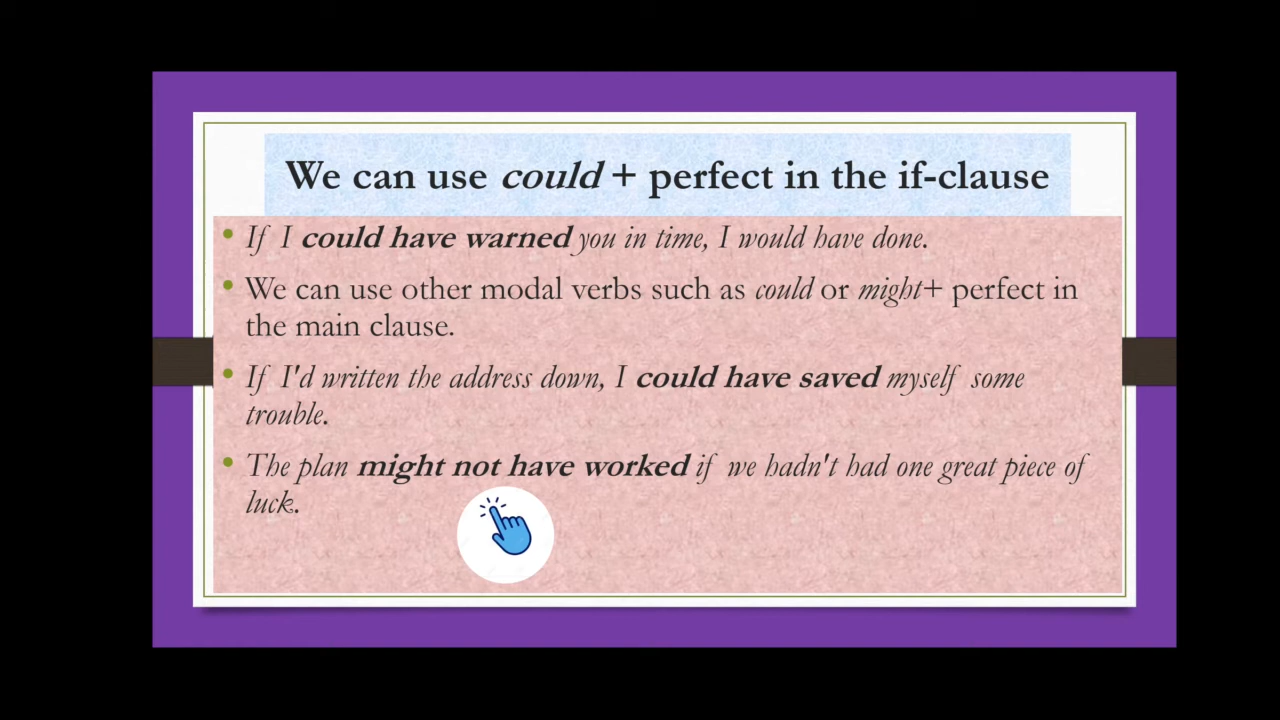 We can use could + perfect in the if-clause
• If I could have warned you in time, I would have done.
• We can use other modal verbs such as could or might+ perfect in
the main clause.
• If I'd written the address down, I could have saved myself some
trouble.
• The plan might not have worked if we hadn't had one great piece of
luck.